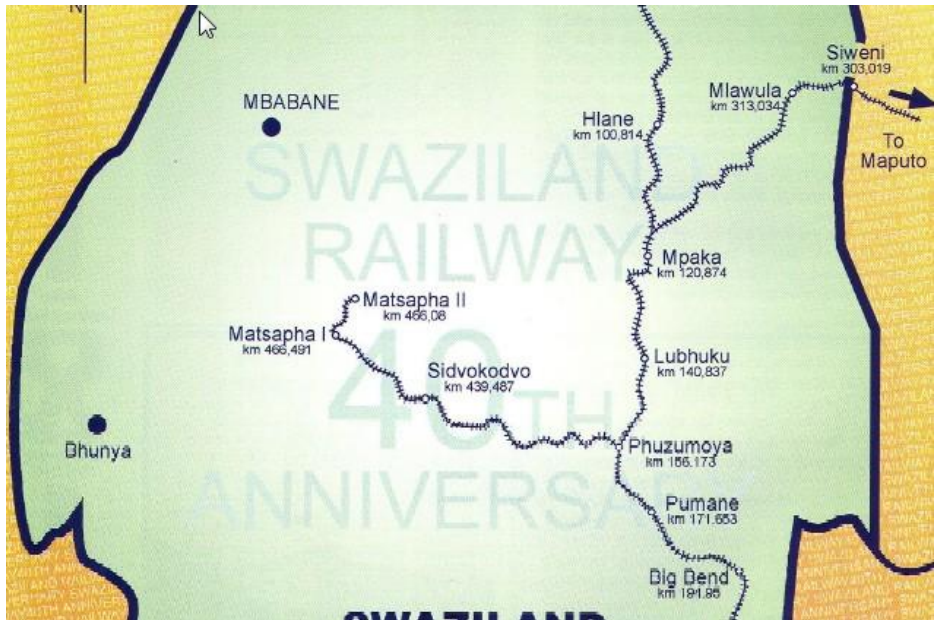 N
MBABANE
Siweni
km 303,019
Mlawula
km 313,034
Hlane
km 100,814
To
Maputo
SWAZILAND
RAILWAY
40TH
ANNIVERSARY
Mpaka
km 120,874
Matsapha II
km 466,08
Matsapha I
km 466,491
Lubhuku
km 140,837
Sidvokodvo
km 439,487
Bhunya
Phuzumoya
km 156.173
Pumane
km 171.653
Big Bend
km 194.95
SWAZILAND